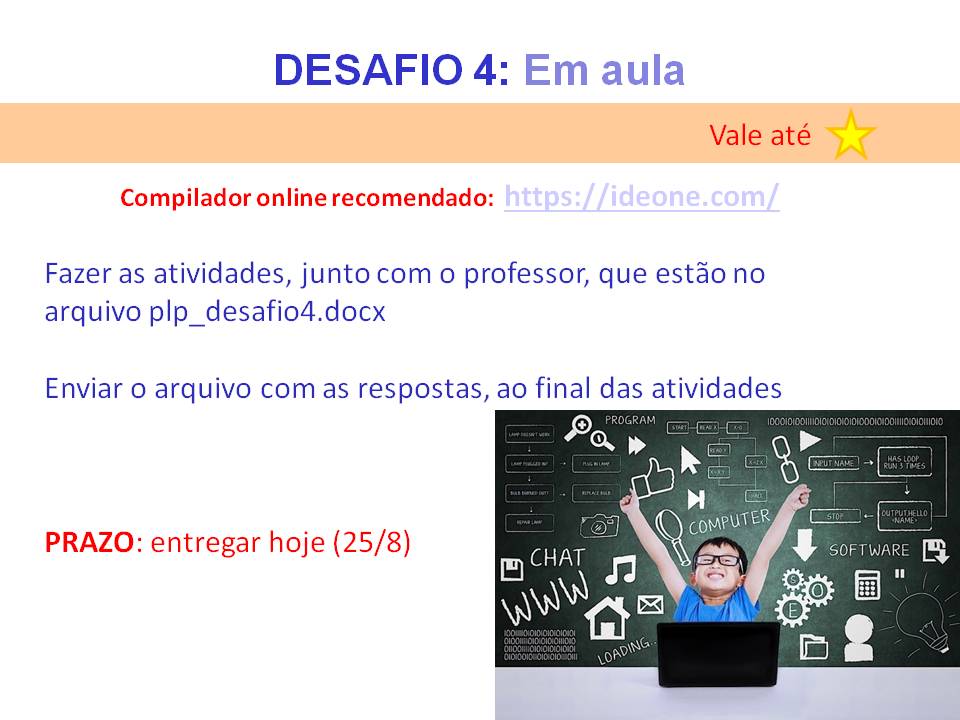 DESAFIO 4: Em aula
Vale até
Compilador online recomendado: https://ideone.com/
Fazer as atividades, junto com o professor, que estão no
arquivo plp_desafio4.docx
Enviar o arquivo com as respostas, ao final das atividades
PRAZO: entregar hoje (25/8)
PROGRAM
START
READ X
LAMP DOESN'T WORK
LAMP PLUGGED IN?
PLUG IN LAMP
BULB BURNED OUT?
REPLACE BULB
REPAIR LAMP
INPUT NAME
HAS LOOP
RUN 3 TIMES
STOP
OUTPUT:HELLO
<NAME>
COMPUTER
CHAT
SOFTWARE
WWW
SEO
LOADING...